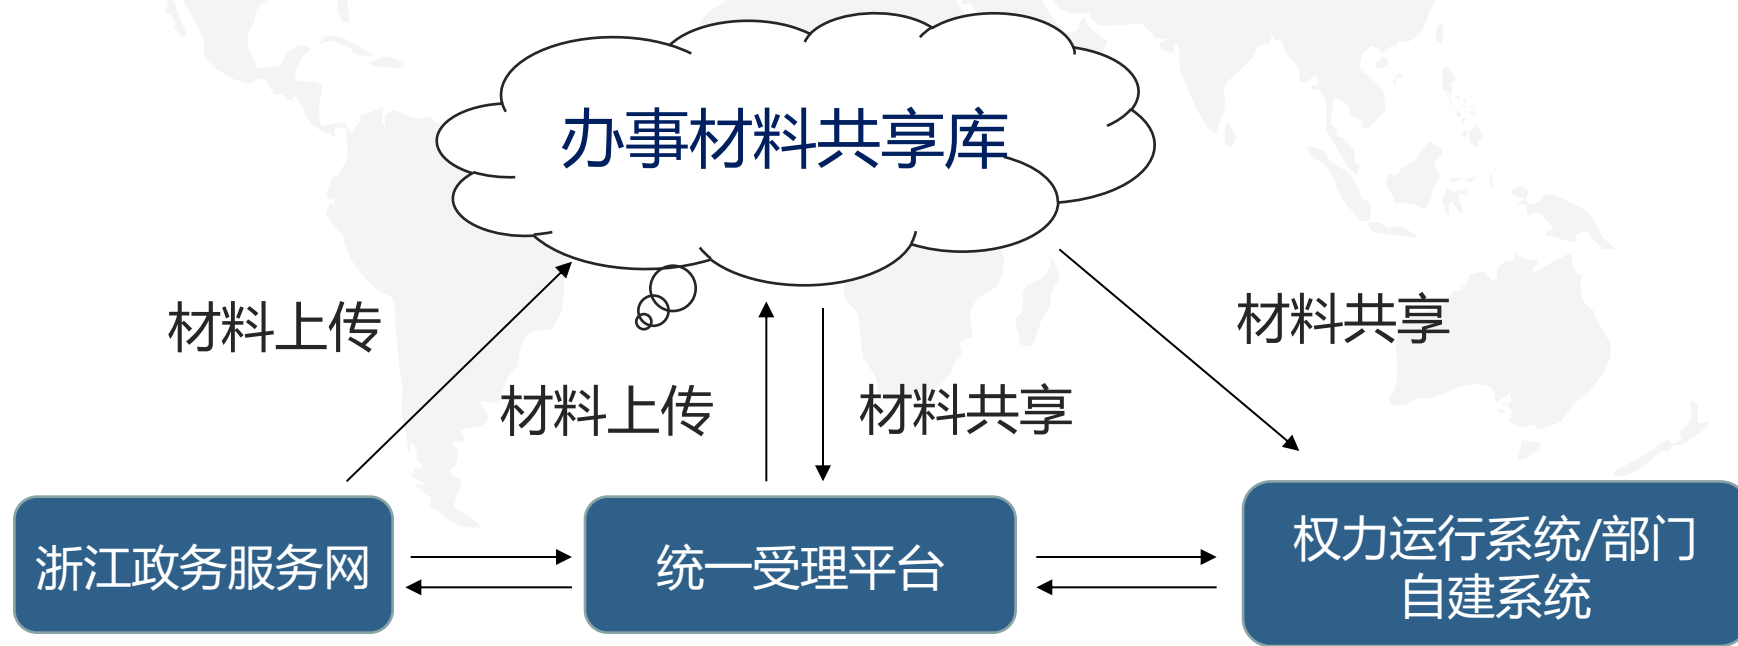 办事材料共享库
材料上传
材料共享
材料上传
材料共享
浙江政务服务网
统一受理平台
权力运行系统/部门
自建系统